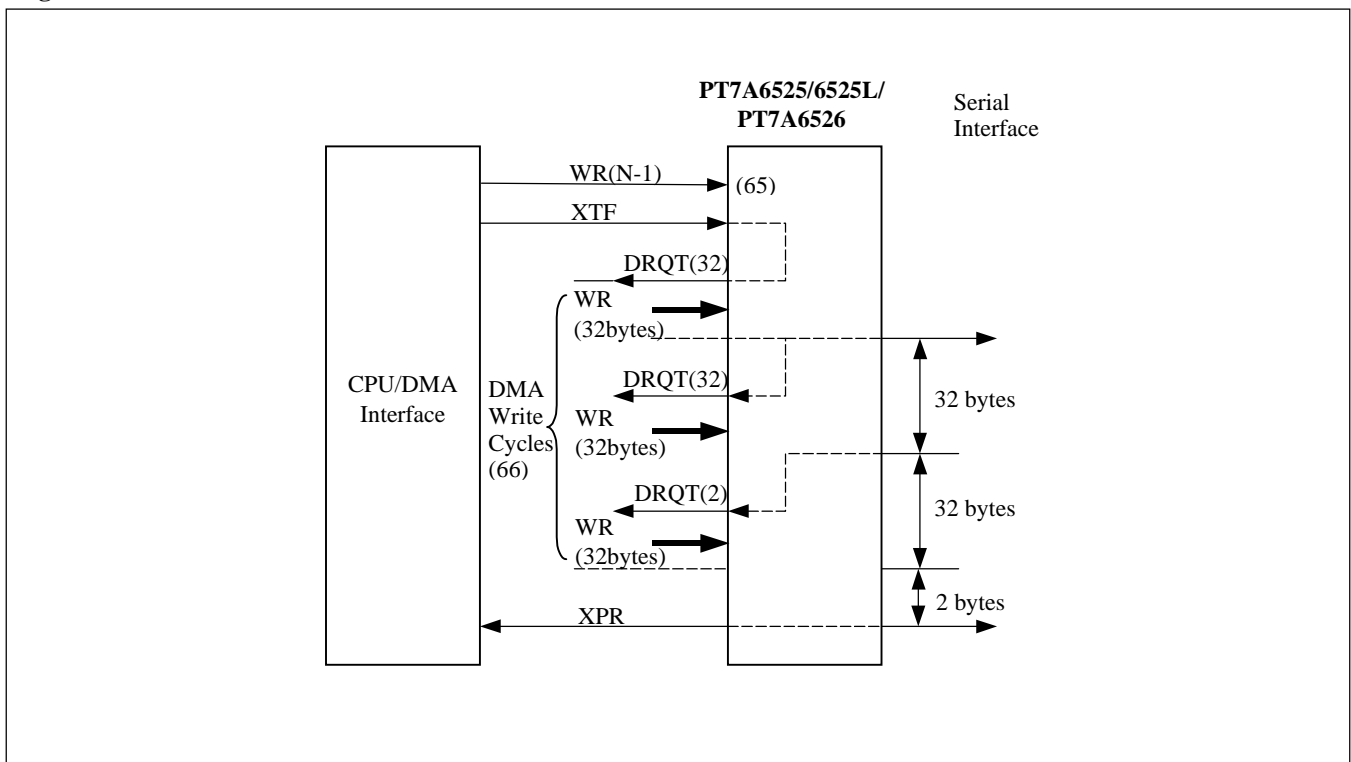 PT7A6525/6525L/
PT7A6526
Serial
Interface
WR(N-1)
(65)
XTF
DRQT(32)
WR
(32bytes)
CPU/DMA
Interface
DMA
Write
Cycles
(66)
DRQT(32)
WR
(32bytes)
32 bytes
DRQT(2)
WR
(32bytes)
32 bytes
2 bytes
XPR